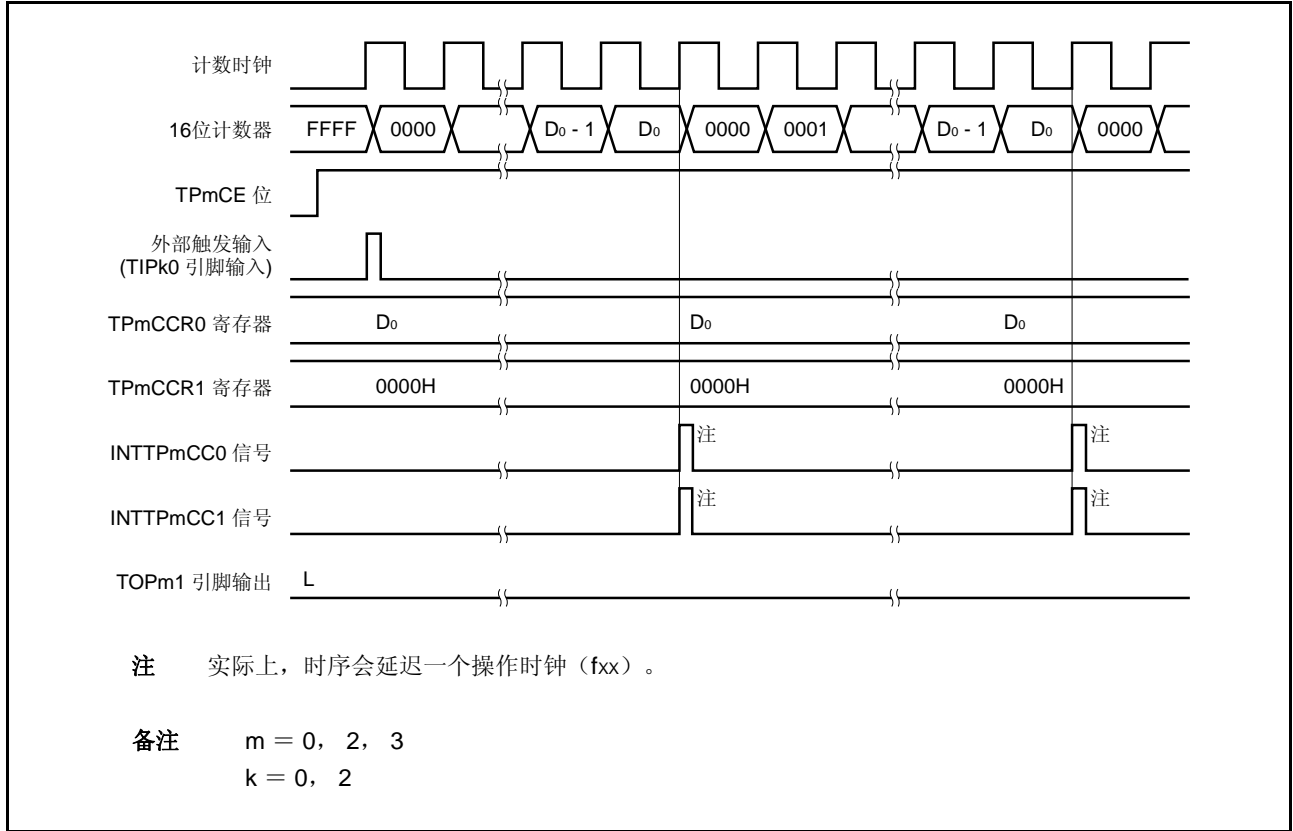 计数时钟
16位计数器 FFFF 0000 D0 - 1 D0 0000 0001 D0 - 1 D0 0000
TPmCE 位
外部触发输入
(TIPk0 引脚输入)
TPmCCR0 寄存器 D0 D0 D0
TPmCCR1 寄存器 0000H 0000H 0000H
INTTPmCC0 信号 注 注
INTTPmCC1 信号 注 注
TOPm1 引脚输出 L
注 实际上，时序会延迟一个操作时钟（fxx）。
备注 m＝0，2，3
k＝0，2